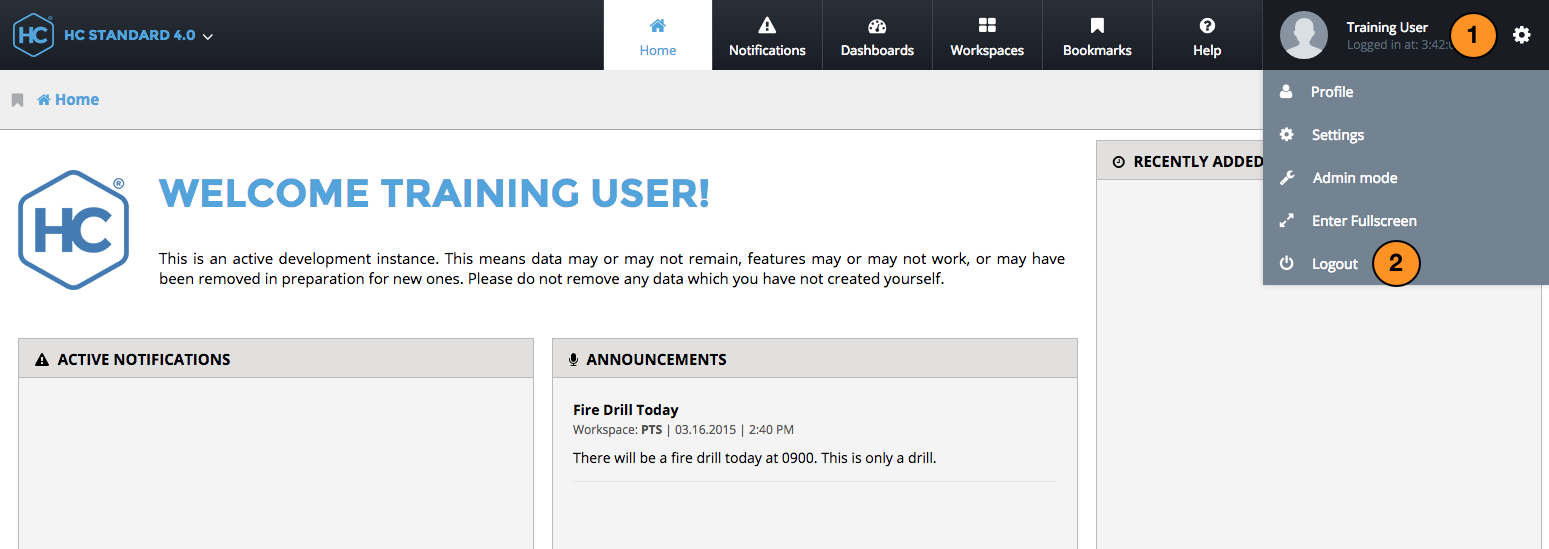 HC
HC STANDARD 4.0
Home
Notifications
Dashboards
Workspaces
Bookmarks
Help
Training User
Logged in at: 3:42:
1
Home
Profile
Settings
Admin mode
Enter Fullscreen
Logout
2
HC ®
WELCOME TRAINING USER!
This is an active development instance. This means data may or may not remain, features may or may not work, or may have
been removed in preparation for new ones. Please do not remove any data which you have not created yourself.
RECENTLY ADDED
ACTIVE NOTIFICATIONS
ANNOUNCEMENTS
Fire Drill Today
Workspace: PTS | 03.16.2015 | 2:40 PM
There will be a fire drill today at 0900. This is only a drill.